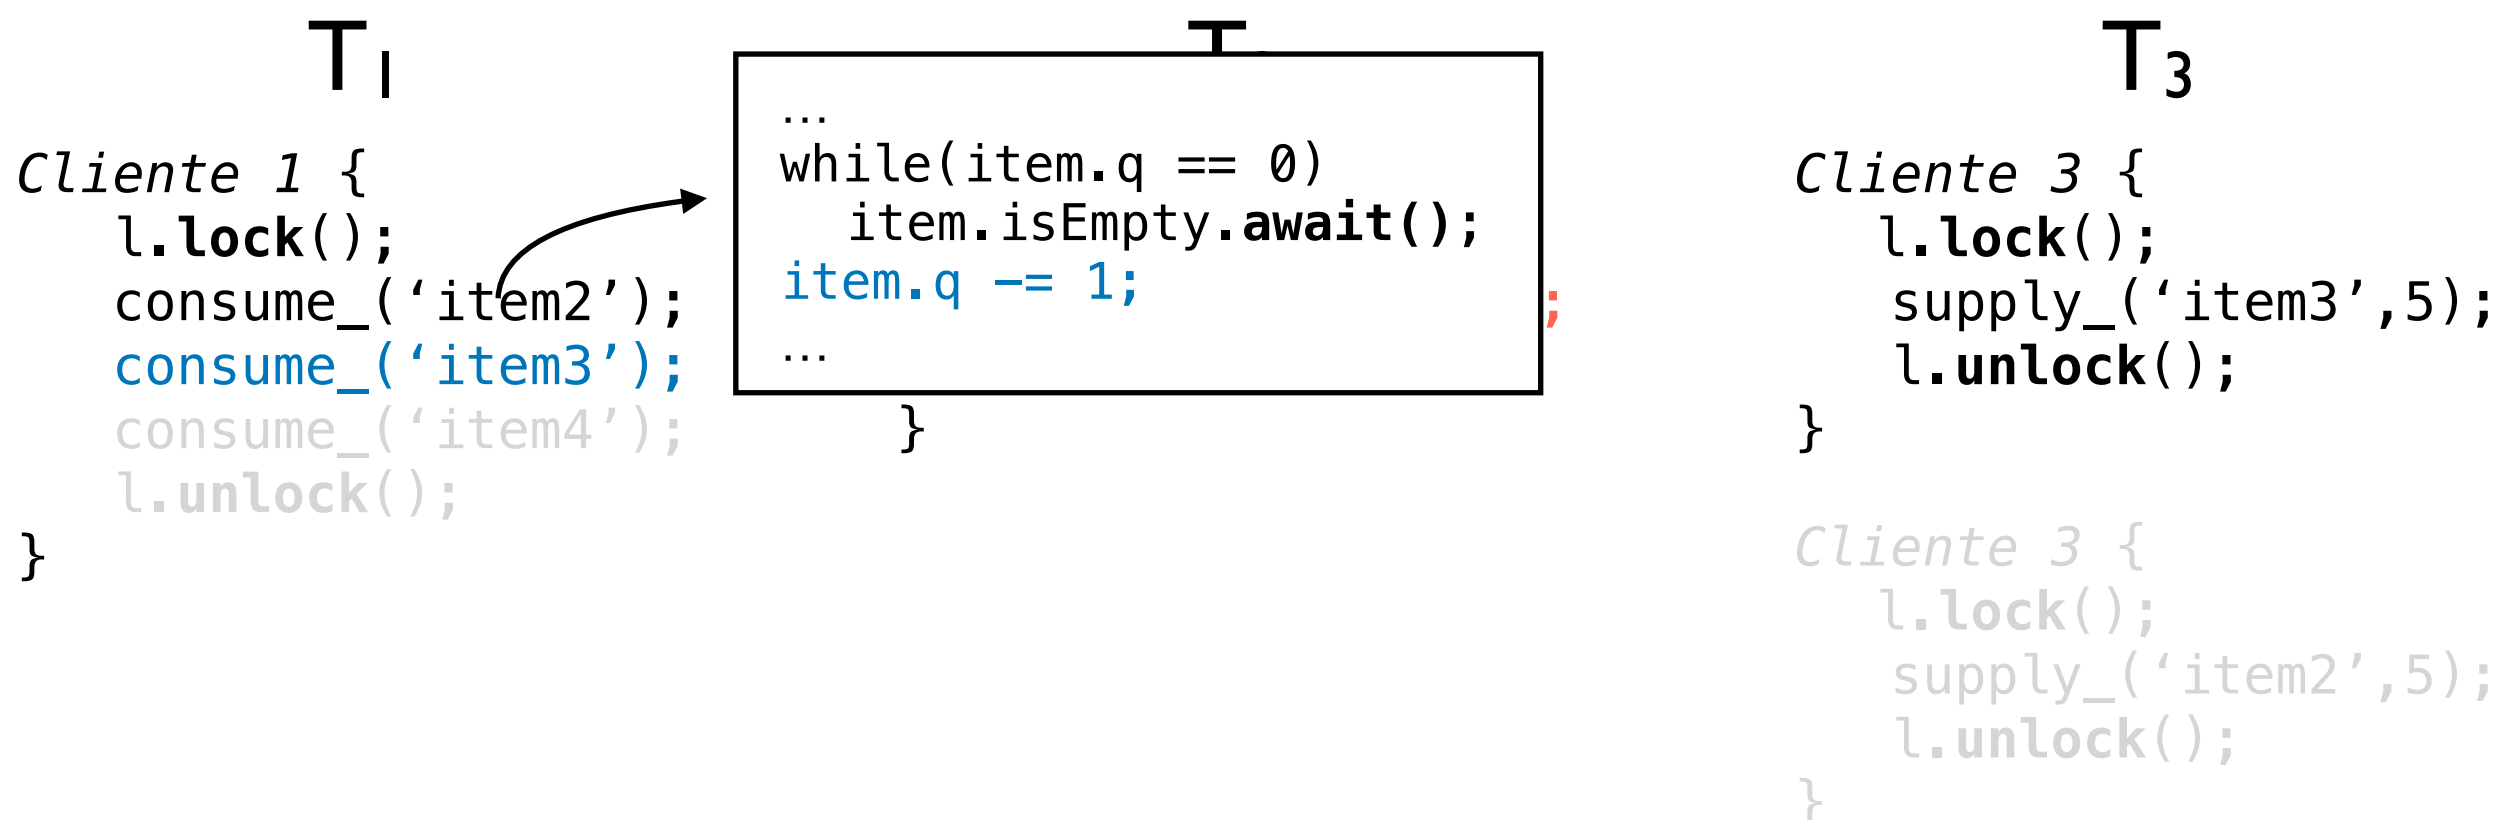 T1
Cliente 1 {
l.lock();
consume_(‘item2’);
consume_(‘item3’);
consume_(‘item4’);
l.unlock();
}
T
...
while(item.q == 0)
item.isEmpty.await();
item.q -= 1;
...
;
}
T3
Cliente 3 {
l.lock();
supply_(‘item3’,5);
l.unlock();
}
Cliente 3 {
l.lock();
supply_(‘item2’,5);
l.unlock();
}